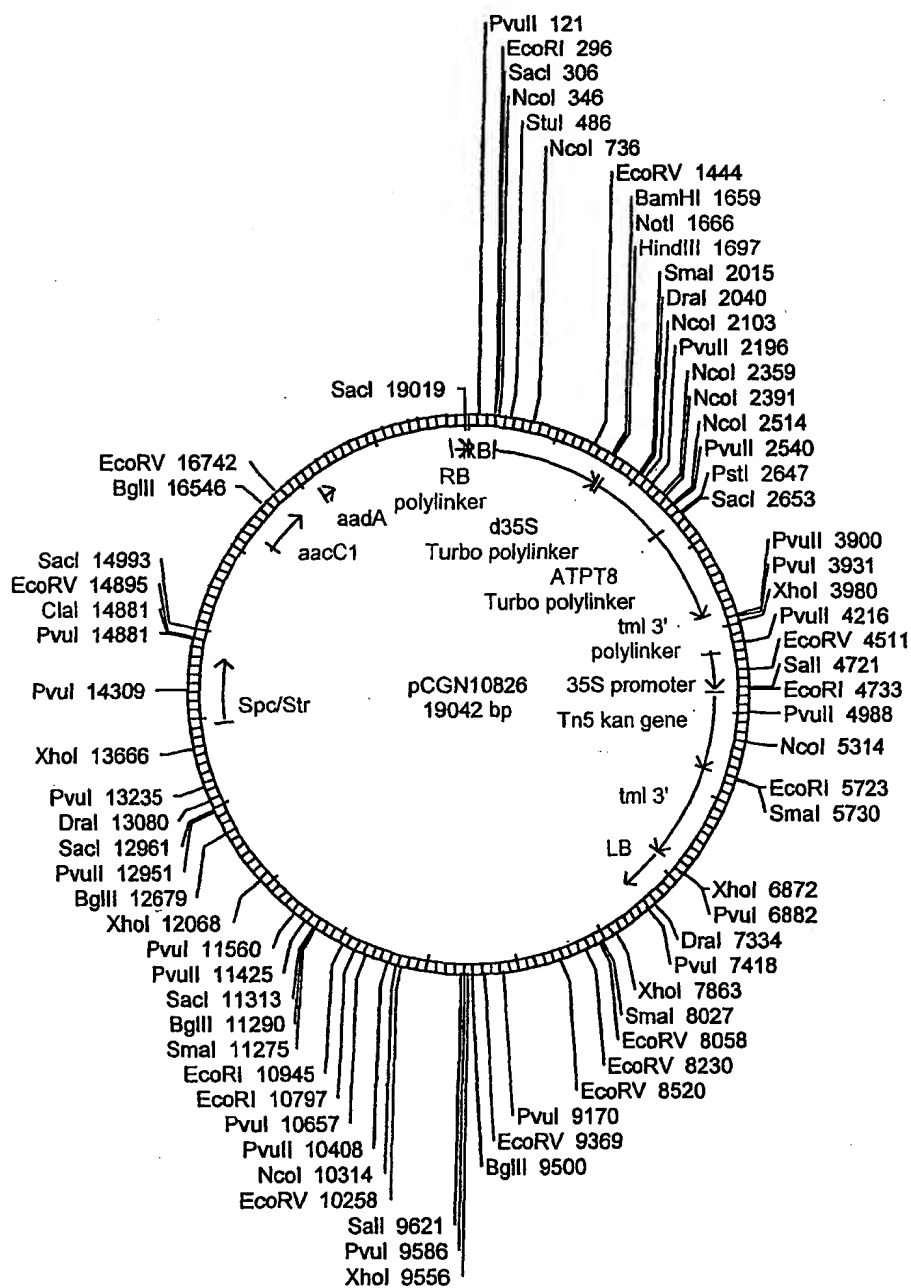 PvuII 121
EcoRI 296
SacI 306
NcoI 346
StuI 486
NcoI 736
EcoRV 1444
BamHI 1659
NotI 1666
HindIII 1697
SmaI 2015
DraI 2040
NcoI 2103
PvuII 2196
NcoI 2359
NcoI 2391
NcoI 2514
PvuII 2540
PstI 2647
SacI 2653
PvuII 3900
PvuI 3931
XhoI 3980
PvuII 4216
EcoRV 4511
SalI 4721
EcoRI 4733
PvuII 4988
NcoI 5314
EcoRI 5723
SmaI 5730
XhoI 6872
PvuI 6882
DraI 7334
PvuI 7418
XhoI 7863
SmaI 8027
EcoRV 8058
EcoRV 8230
EcoRV 8520
PvuI 9170
EcoRV 9369
BglII 9500
XhoI 9556
PvuI 9586
SalI 9621
EcoRV 10258
NcoI 10314
PvuII 10408
PvuI 10657
EcoRI 10797
EcoRI 10945
SmaI 11275
BglII 11290
SacI 11313
PvuII 11425
PvuI 11560
XhoI 12068
BglII 12679
PvuII 12951
SacI 12961
DraI 13080
PvuI 13235
XhoI 13666
PvuI 14309
PvuI 14881
ClaI 14881
EcoRV 14895
SacI 14993
BglII 16546
EcoRV 16742
SacI 19019
RB
RB
polylinker
d35S
Turbo polylinker
ATPT8
Turbo polylinker
tml 3'
polylinker
35S promoter
Tn5 kan gene
tml 3'
LB
Spc/Str
aacC1
aadA
pCGN10826
19042 bp